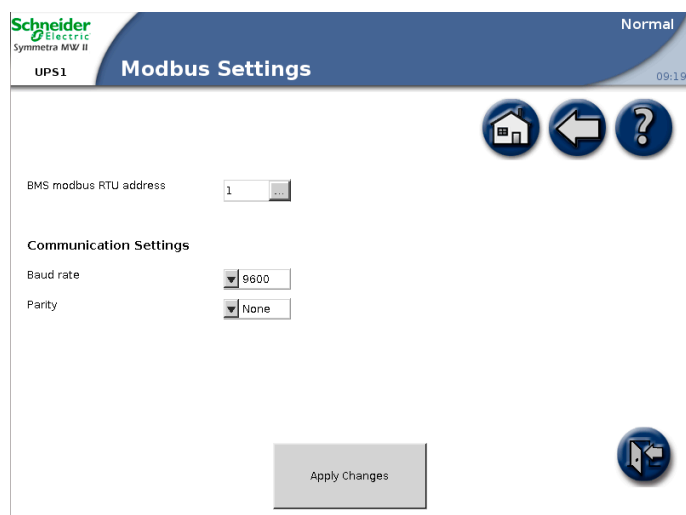 Schneider
Electric
Symmetra MW II
UPS1
Modbus Settings
Normal
09:19
?
BMS modbus RTU address
1
...
Communication Settings
Baud rate
9600
Parity
None
Apply Changes